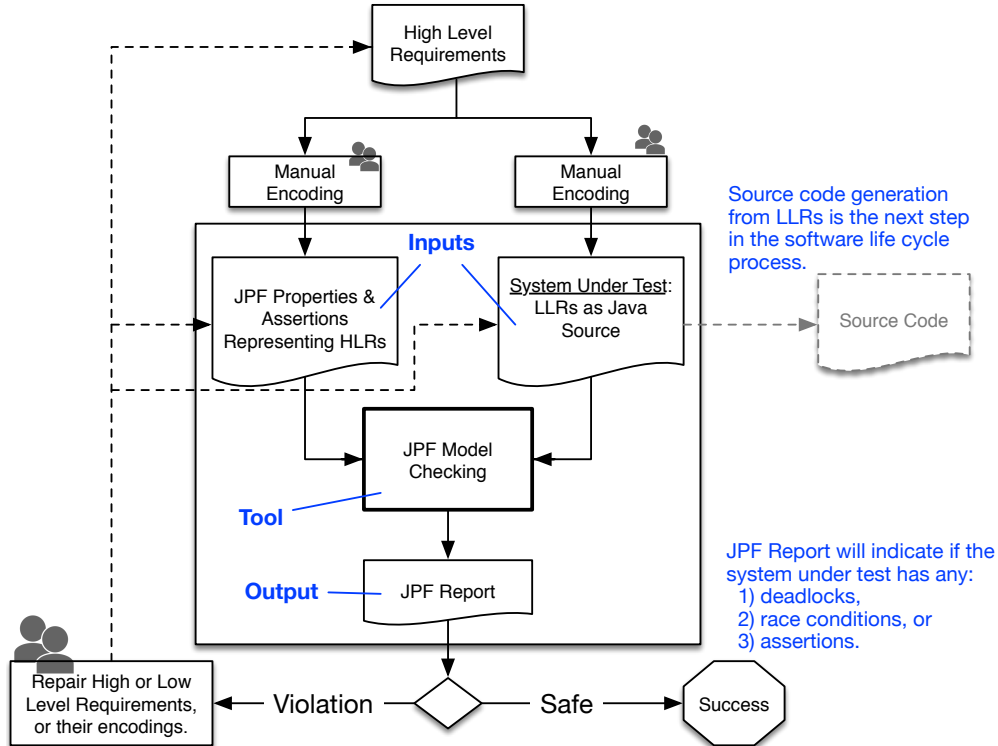 High Level
Requirements
Manual
Encoding
Manual
Encoding
Source code generation
from LLRs is the next step
in the software life cycle
process.
Inputs
JPF Properties &
Assertions
Representing HLRs
System Under Test:
LLRs as Java
Source
Source Code
JPF Model
Checking
Tool
JPF Report will indicate if the
system under test has any:
1) deadlocks,
2) race conditions, or
3) assertions.
Output
JPF Report
Repair High or Low
Level Requirements,
or their encodings.
Violation
Safe
Success